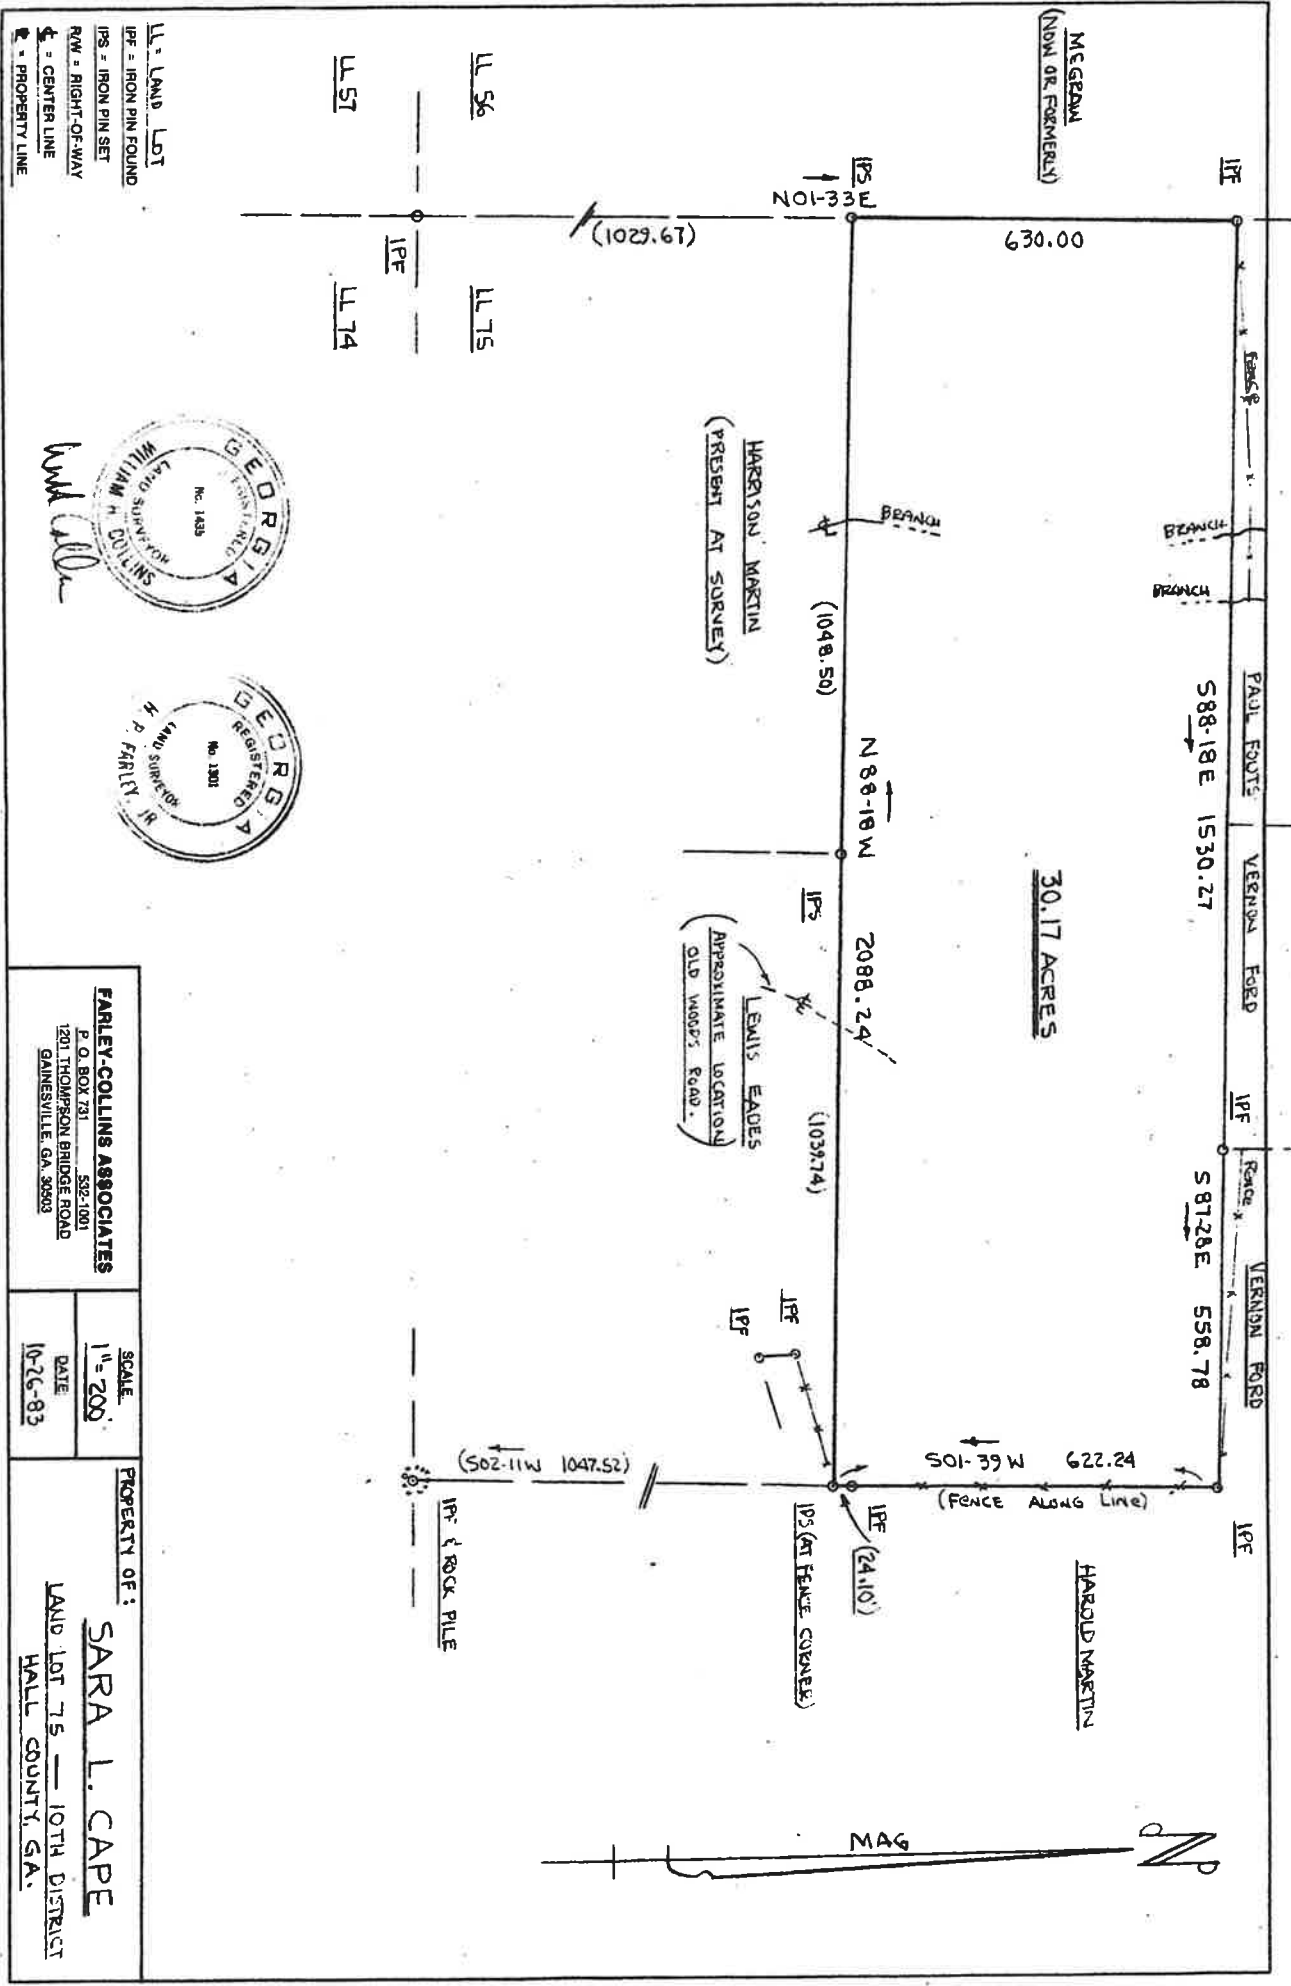 IPF
IPF
IPF
FENCE
PAUL FOUTS
VERNON FORD
Fence
VERNON FORD
BRANCH
BRANCH
S88-18E 1530.27
S87-28E 558.78
McGRAW
(NOW OR FORMERLY)
630.00
30.17 ACRES
S01-39W 622.24
(FENCE ALONG LINE)
HAROLD MARTIN
IPS
N01-33E
BRANCH
N88-18W 2088.24
(1048.50)
(1039.74)
IPS
IPF
(24.10')
IPS (AT FENCE CORNER)
HARRISON MARTIN
(PRESENT AT SURVEY)
LEWIS EADES
(APPROXIMATE LOCATION
OLD WOODS ROAD.)
IPF
IPF
(1029.67)
(S02-11W 1047.52)
IPF & ROCK PILE
LL 56
LL 75
IPF
LL 57
LL 74
MAG
N
LL = LAND LOT
IPF = IRON PIN FOUND
IPS = IRON PIN SET
R/W = RIGHT-OF-WAY
℄ = CENTER LINE
= PROPERTY LINE
GEORGIA
REGISTERED
No. 1435
LAND SURVEYOR
WILLIAM H. COLLINS
GEORGIA
REGISTERED
No. 1301
LAND SURVEYOR
H. P. FARLEY, JR
FARLEY-COLLINS ASSOCIATES
P. O. BOX 731 532-1001
1201 THOMPSON BRIDGE ROAD
GAINESVILLE, GA. 30503
SCALE
1"=200'
DATE
10-26-83
PROPERTY OF:
SARA L. CAPE
LAND LOT 75 — 10TH DISTRICT
HALL COUNTY, GA.